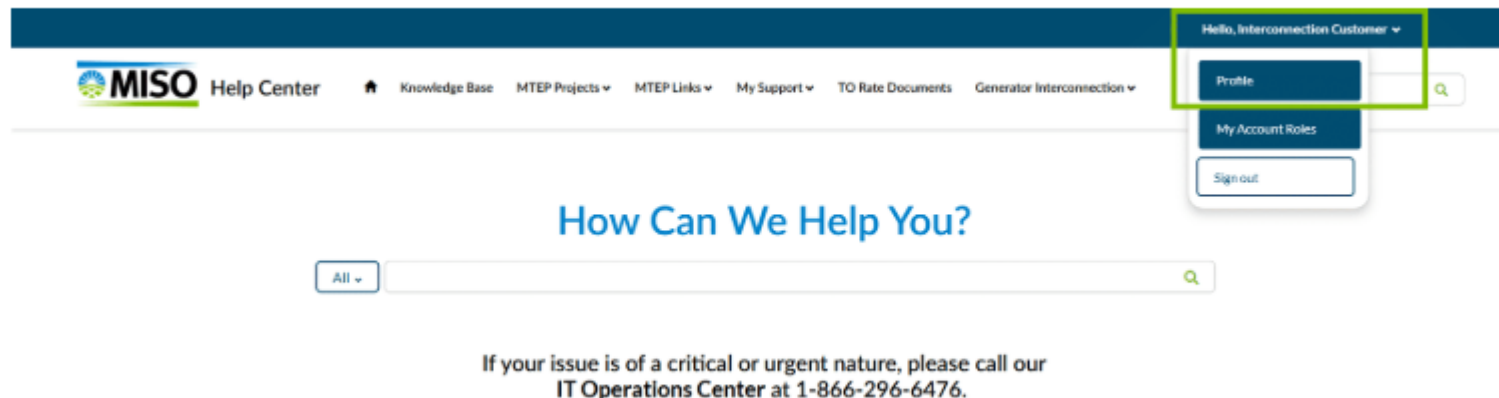 Hello, Interconnection Customer
MISO Help Center Knowledge Base MTEP Projects MTEP Links My Support TO Rate Documents Generator Interconnection
Profile
My Account Roles
Sign out
How Can We Help You?
All
If your issue is of a critical or urgent nature, please call our
IT Operations Center at 1-866-296-6476.